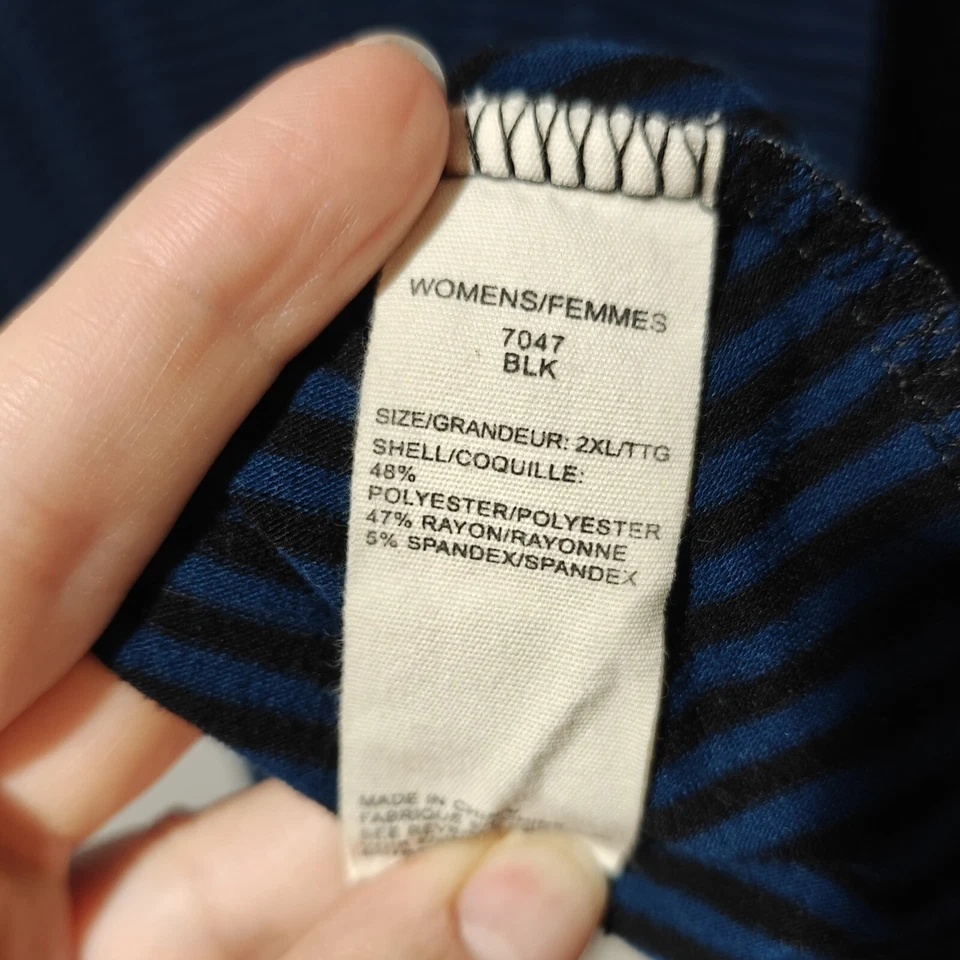 WOMENS/FEMMES
7047
BLK
SIZE/GRANDEUR: 2XL/TTG
SHELL/COQUILLE:
48%
POLYESTER/POLYESTER
47% RAYON/RAYONNE
5% SPANDEX/SPANDEX
MADE IN
FABRIQUE
SEE